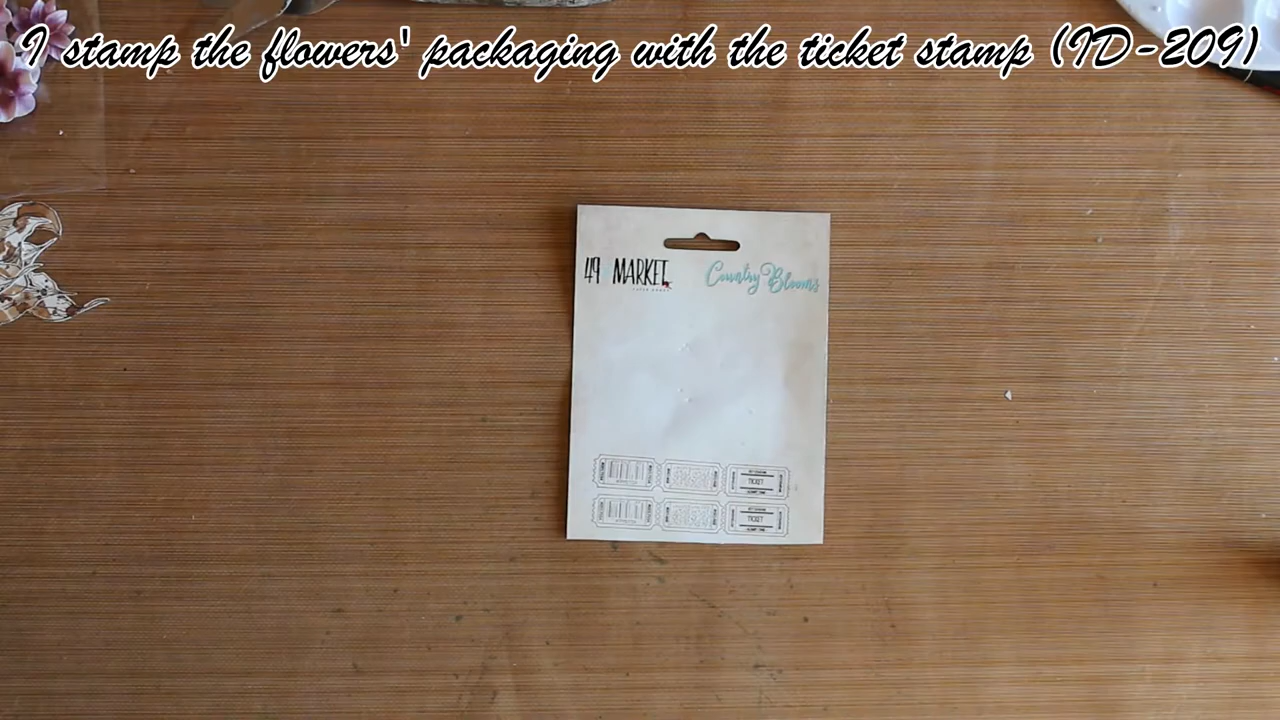 I stamp the flowers' packaging with the ticket stamp (ID-209)
49 MARKET
Country Blooms
TICKET
TICKET